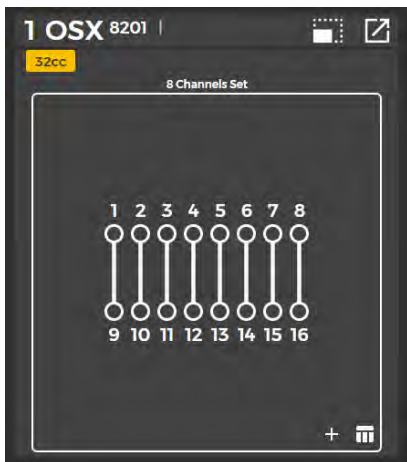 1 OSX 8201
32cc
8 Channels Set
1 2 3 4 5 6 7 8
9 10 11 12 13 14 15 16
+